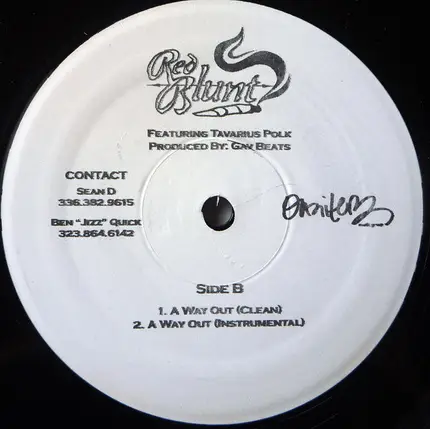 Red
Blunt
FEATURING TAVARIUS POLK
PRODUCED BY: GAV BEATS
CONTACT
SEAN D
336.382.9615
BEN "JIZZ" QUICK
323.864.6142
SIDE B
1. A WAY OUT (CLEAN)
2. A WAY OUT (INSTRUMENTAL)